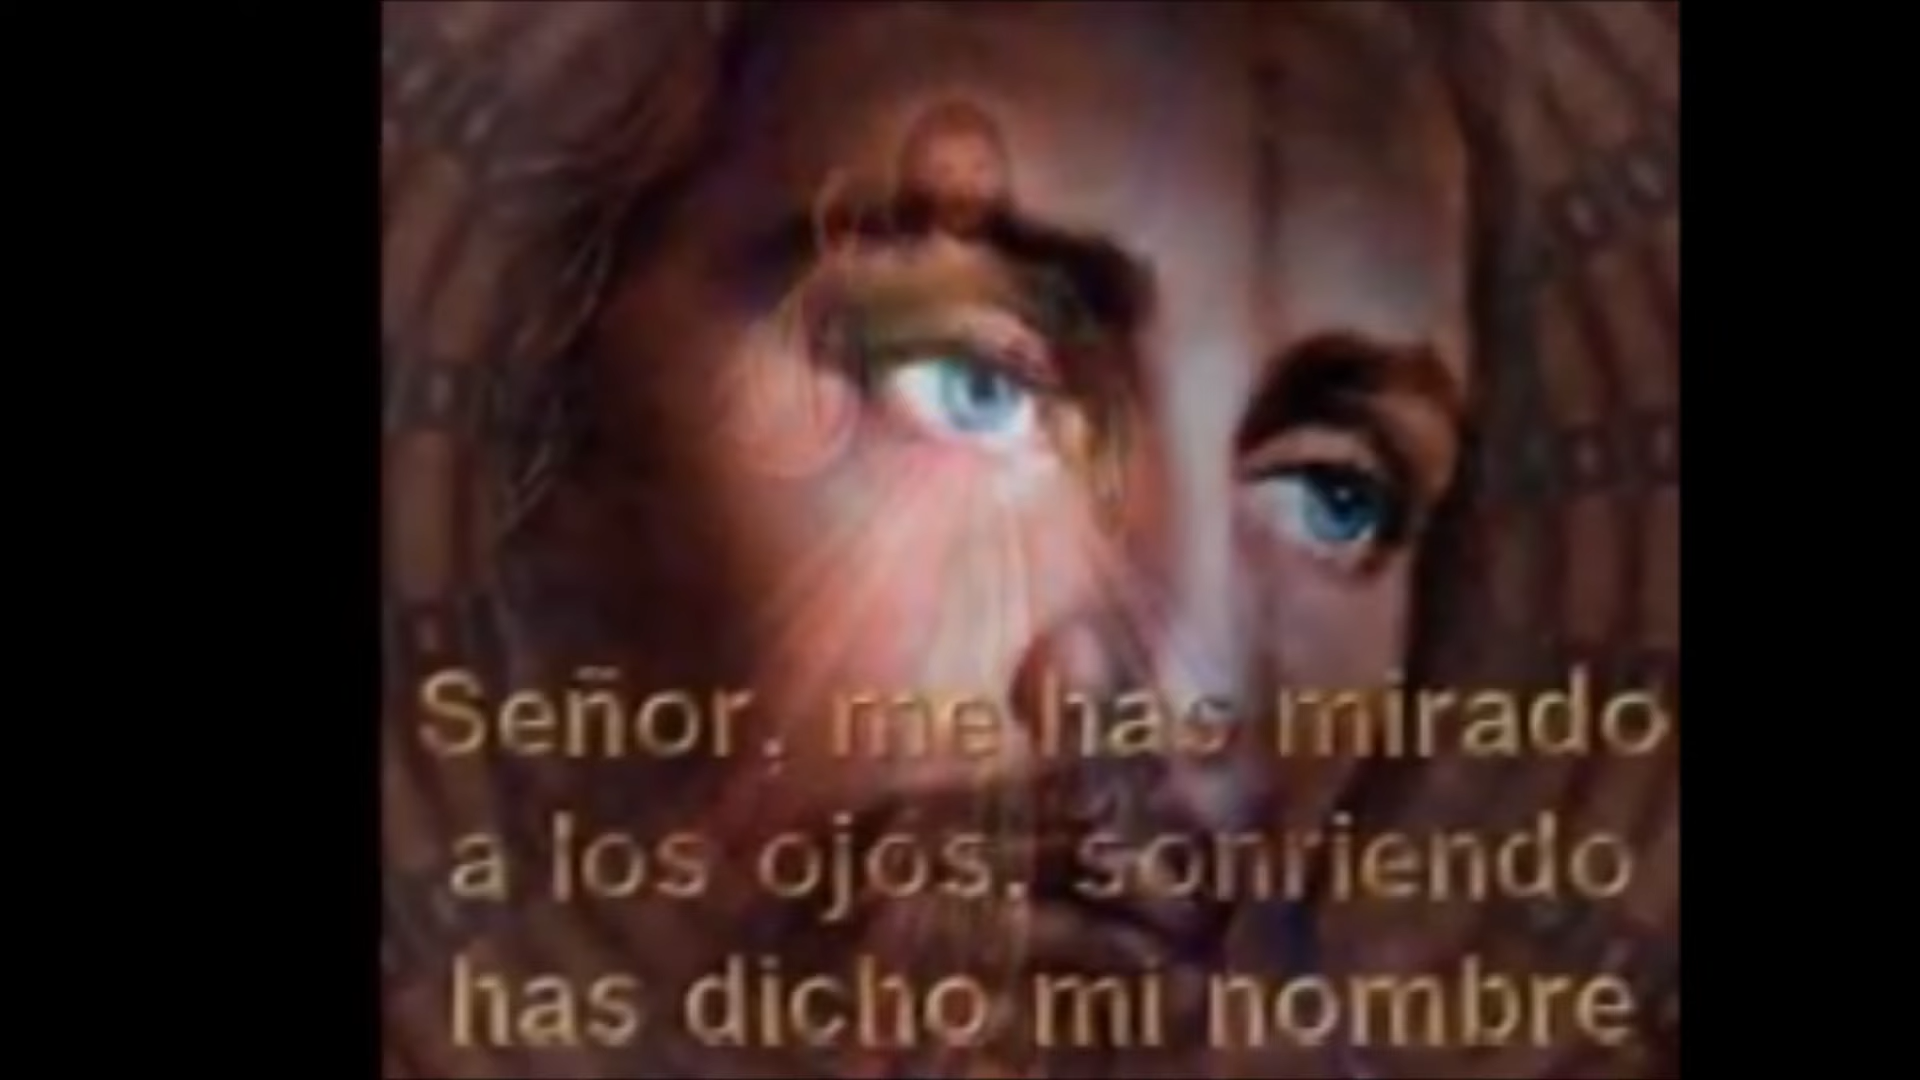 Señor, me has mirado
a los ojos, sonriendo
has dicho mi nombre